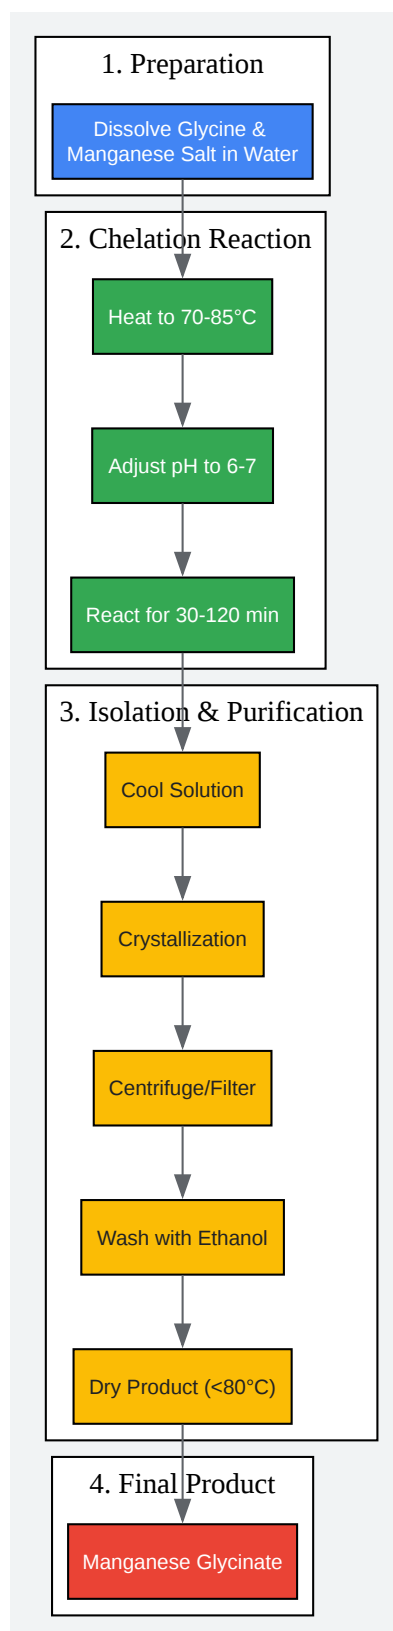 1. Preparation
Dissolve Glycine &
Manganese Salt in Water
2. Chelation Reaction
Heat to 70-85°C
Adjust pH to 6-7
React for 30-120 min
3. Isolation & Purification
Cool Solution
Crystallization
Centrifuge/Filter
Wash with Ethanol
Dry Product (<80°C)
4. Final Product
Manganese Glycinate